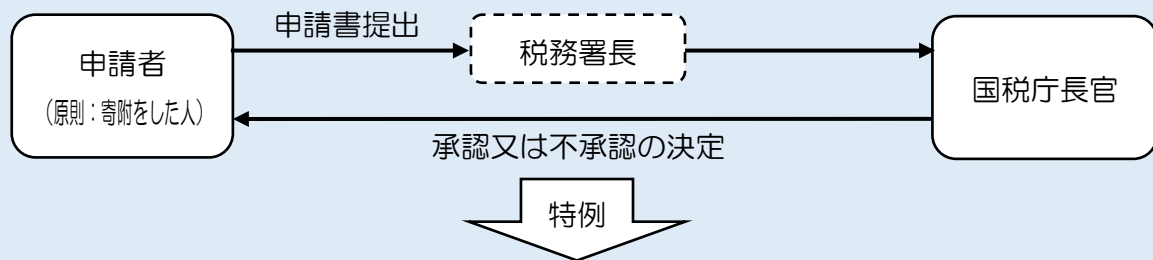 申請書提出
申請者
(原則:寄附をした人)
税務署長
国税庁長官
承認又は不承認の決定
特例